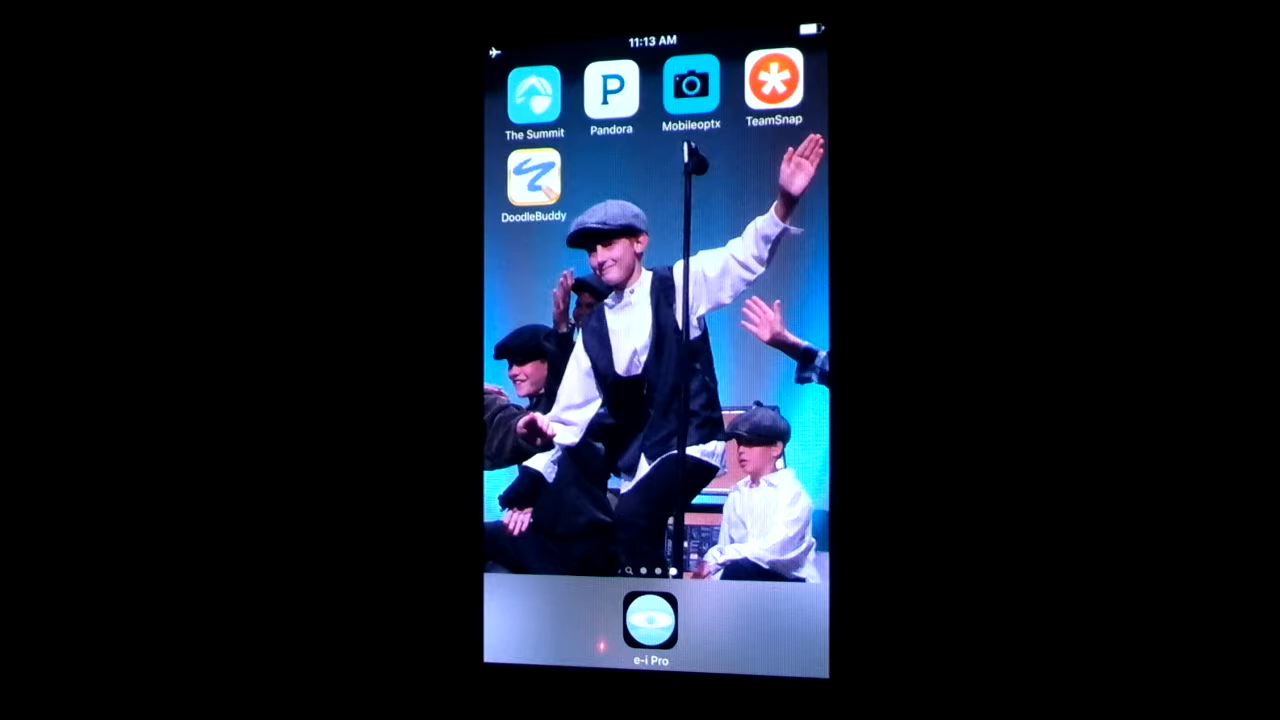 11:13 AM
The Summit
P
Pandora
Mobileoptx
TeamSnap
DoodleBuddy
e-i Pro